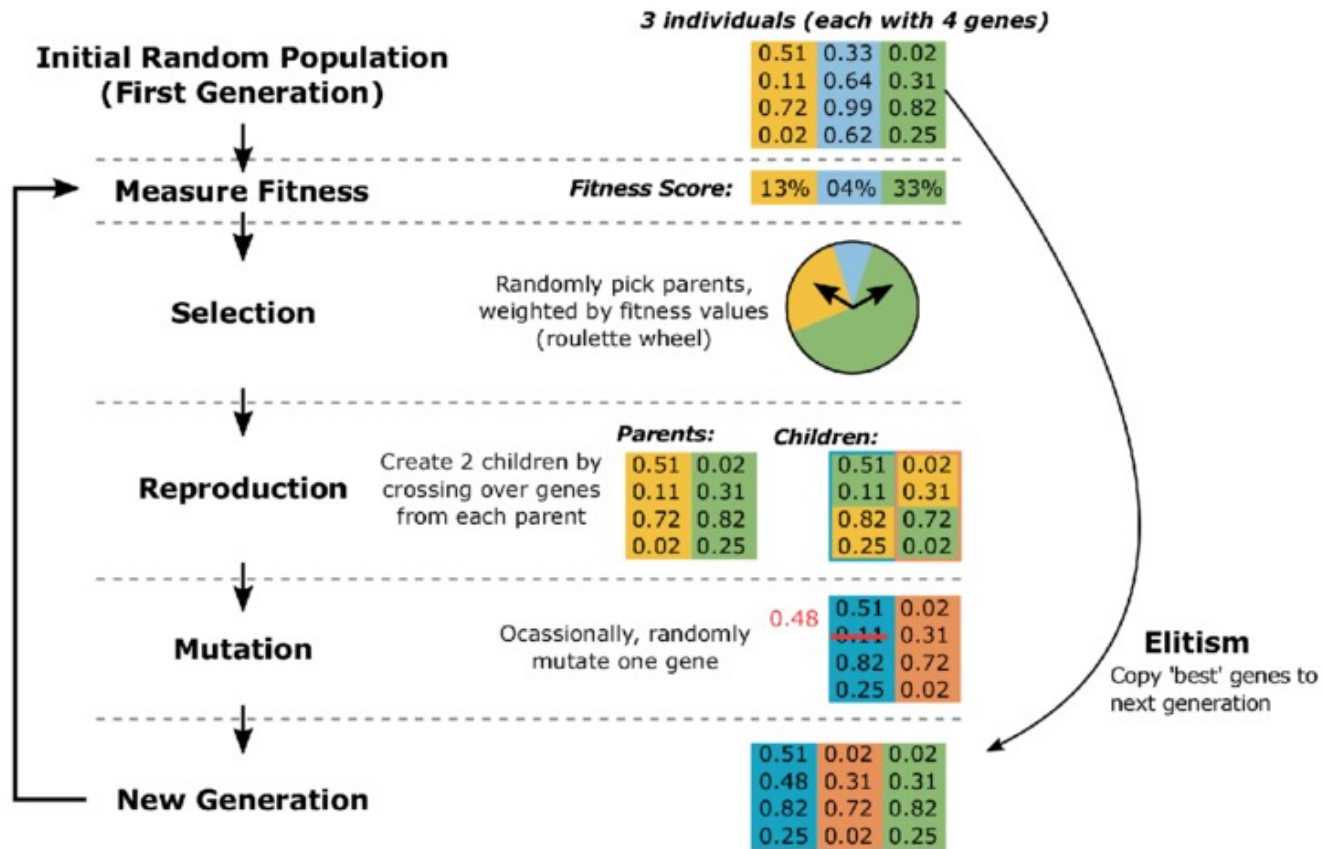 3 individuals (each with 4 genes)
Initial Random Population
(First Generation)
0.51 0.33 0.02
0.11 0.64 0.31
0.72 0.99 0.82
0.02 0.62 0.25
Measure Fitness
Fitness Score: 13% 04% 33%
Selection
Randomly pick parents,
weighted by fitness values
(roulette wheel)
Reproduction
Create 2 children by
crossing over genes
from each parent
Parents:
0.51 0.02
0.11 0.31
0.72 0.82
0.02 0.25
Children:
0.51 0.02
0.11 0.31
0.82 0.72
0.25 0.02
Mutation
Ocassionally, randomly
mutate one gene
0.48
0.51 0.02
0.11 0.31
0.82 0.72
0.25 0.02
Elitism
Copy 'best' genes to
next generation
New Generation
0.51 0.02 0.02
0.48 0.31 0.31
0.82 0.72 0.82
0.25 0.02 0.25